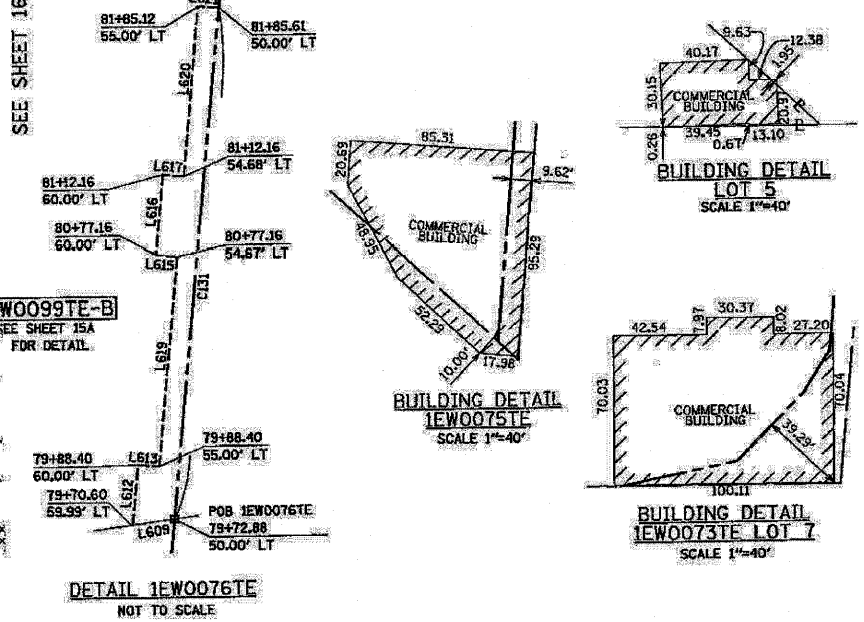 SEE SHEET 16
81+85.12
55.00' LT
81+85.61
50.00' LT
L620
L617
81+12.16
54.68' LT
81+12.16
60.00' LT
L616
80+77.16
60.00' LT
80+77.16
54.67' LT
L615
C131
W0099TE-B
SEE SHEET 15A
FOR DETAIL
L619
79+88.40
60.00' LT
L613
79+88.40
55.00' LT
L612
79+70.60
59.99' LT
L609
POB 1EW0076TE
79+72.88
50.00' LT
DETAIL 1EW0076TE
NOT TO SCALE
85.31
20.69
9.62'
COMMERCIAL
BUILDING
48.95
95.29
52.29
10.00'
17.98
BUILDING DETAIL
1EW0075TE
SCALE 1"=40'
9.63
12.38
40.17
1.95
30.15
COMMERCIAL
BUILDING
20.97
39.45
13.10
0.26
0.67
BUILDING DETAIL
LOT 5
SCALE 1"=40'
30.37
42.54
7.97
8.02
27.20
70.03
COMMERCIAL
BUILDING
70.04
39.29'
100.11
BUILDING DETAIL
1EW0073TE LOT 7
SCALE 1"=40'